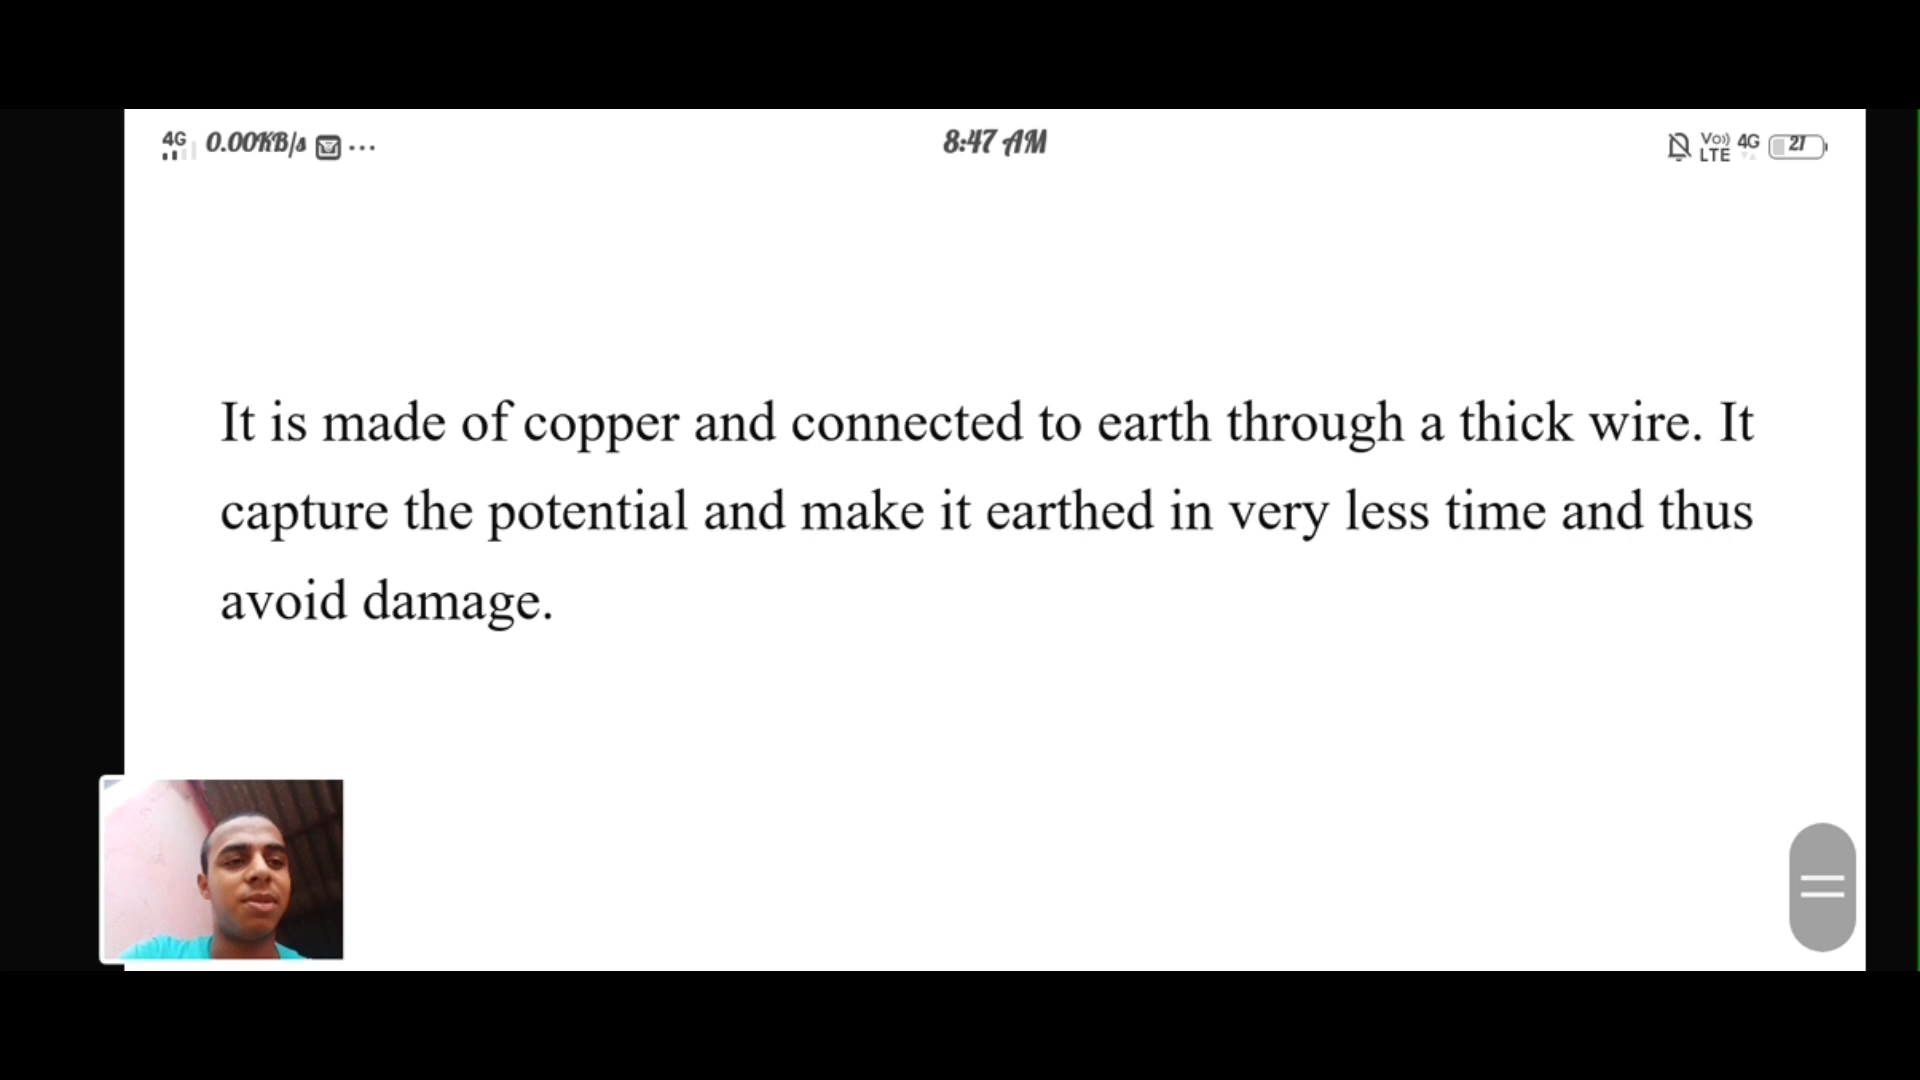 4G 0.00KB/s ... 8:47 AM Vo)) LTE 4G 21
It is made of copper and connected to earth through a thick wire. It
capture the potential and make it earthed in very less time and thus
avoid damage.